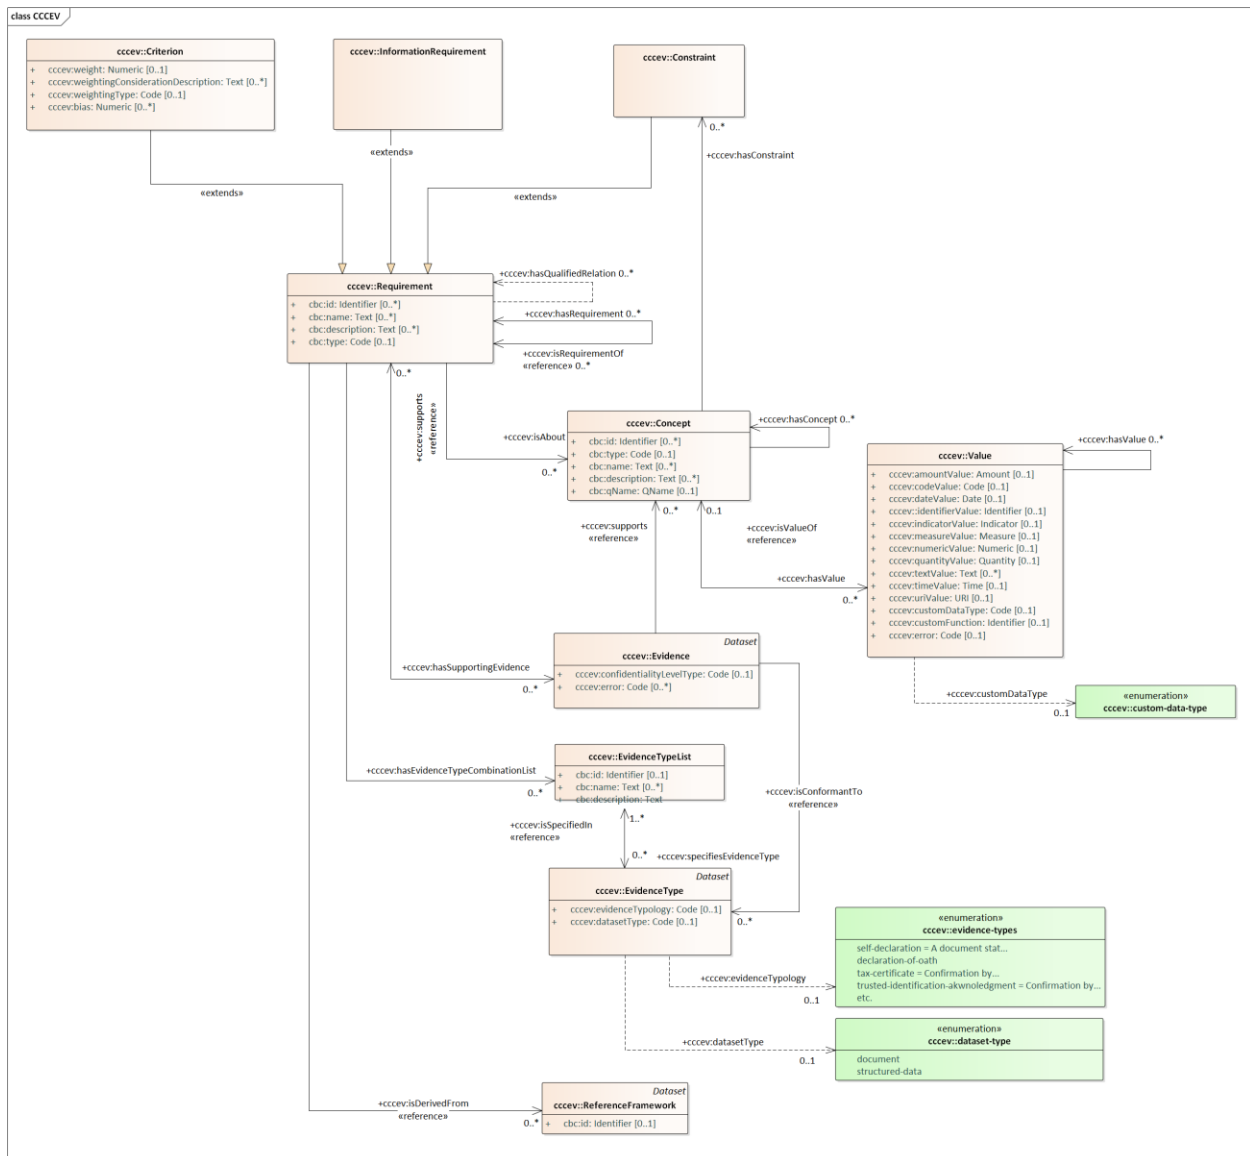 class CCCEV
cccev::Criterion
+ cccev:weight: Numeric [0..1]
+ cccev:weightingConsiderationDescription: Text [0..*]
+ cccev:weightingType: Code [0..1]
+ cccev:bias: Numeric [0..*]
cccev::InformationRequirement
cccev::Constraint
0..*
+cccev:hasConstraint
«extends»
«extends»
«extends»
cccev::Requirement
+ cbc:id: Identifier [0..*]
+ cbc:name: Text [0..*]
+ cbc:description: Text [0..*]
+ cbc:type: Code [0..1]
+cccev:hasQualifiedRelation 0..*
+cccev:hasRequirement 0..*
+cccev:isRequirementOf
«reference» 0..*
0..*
+cccev:supports
«reference»
+cccev:isAbout
0..*
cccev::Concept
+ cbc:id: Identifier [0..*]
+ cbc:type: Code [0..1]
+ cbc:name: Text [0..*]
+ cbc:description: Text [0..*]
+ cbc:qName: QName [0..1]
+cccev:hasConcept 0..*
+cccev:hasValue 0..*
cccev::Value
+ cccev:amountValue: Amount [0..1]
+ cccev:codeValue: Code [0..1]
+ cccev:dateValue: Date [0..1]
+ cccev::identifierValue: Identifier [0..1]
+ cccev:indicatorValue: Indicator [0..1]
+ cccev:measureValue: Measure [0..1]
+ cccev:numericValue: Numeric [0..1]
+ cccev:quantityValue: Quantity [0..1]
+ cccev:textValue: Text [0..*]
+ cccev:timeValue: Time [0..1]
+ cccev:uriValue: URI [0..1]
+ cccev:customDataType: Code [0..1]
+ cccev:customFunction: Identifier [0..1]
+ cccev:error: Code [0..1]
0..*
0..1
+cccev:supports
«reference»
+cccev:isValueOf
«reference»
+cccev:hasValue
0..*
Dataset
cccev::Evidence
+ cccev:confidentialityLevelType: Code [0..1]
+ cccev:error: Code [0..*]
+cccev:hasSupportingEvidence
0..*
+cccev:customDataType
0..1
«enumeration»
cccev::custom-data-type
cccev::EvidenceTypeList
+ cbc:id: Identifier [0..1]
+ cbc:name: Text [0..*]
+ cbc:description: Text
+cccev:hasEvidenceTypeCombinationList
0..*
+cccev:isConformantTo
«reference»
+cccev:isSpecifiedIn
«reference»
1..*
0..*
+cccev:specifiesEvidenceType
Dataset
cccev::EvidenceType
+ cccev:evidenceTypology: Code [0..1]
+ cccev:datasetType: Code [0..1]
0..*
«enumeration»
cccev::evidence-types
self-declaration = A document stat...
declaration-of-oath
tax-certificate = Confirmation by...
trusted-identification-akwnoledgment = Confirmation by...
etc.
+cccev:evidenceTypology
0..1
«enumeration»
cccev::dataset-type
document
structured-data
+cccev:datasetType
0..1
Dataset
cccev::ReferenceFramework
+ cbc:id: Identifier [0..1]
+cccev:isDerivedFrom
«reference»
0..*